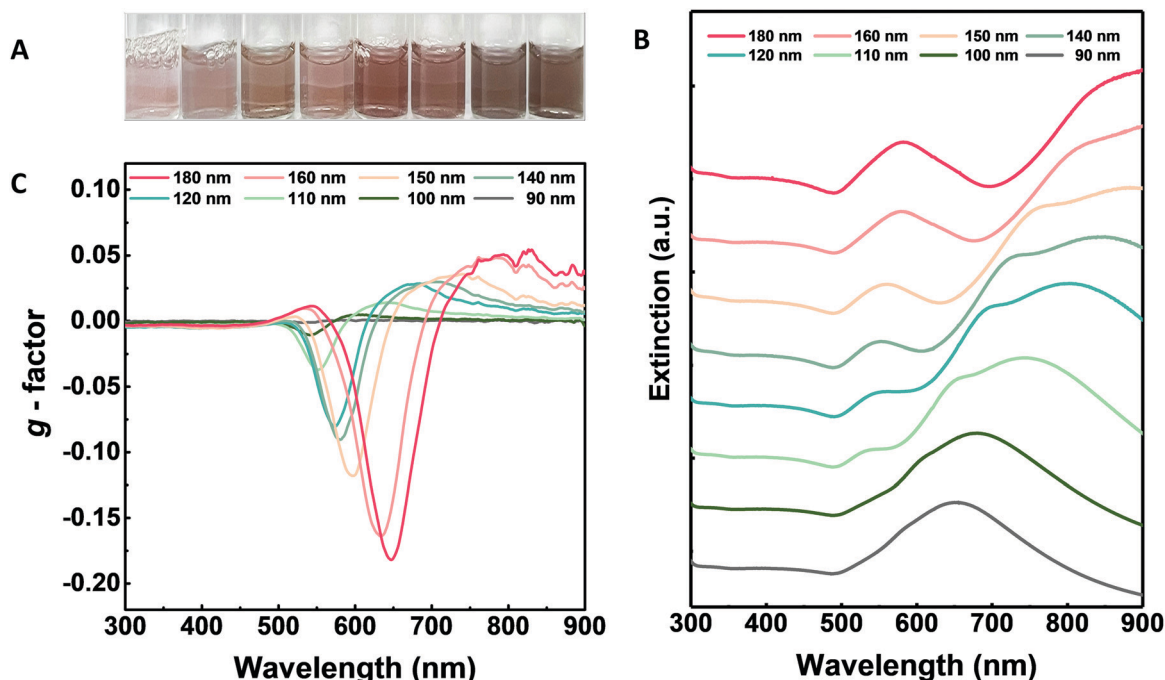 A
B
180 nm 160 nm 150 nm 140 nm
120 nm 110 nm 100 nm 90 nm
Extinction (a.u.)
300 400 500 600 700 800 900
Wavelength (nm)
C
180 nm 160 nm 150 nm 140 nm
120 nm 110 nm 100 nm 90 nm
0.10
0.05
0.00
-0.05
-0.10
-0.15
-0.20
g - factor
300 400 500 600 700 800 900
Wavelength (nm)